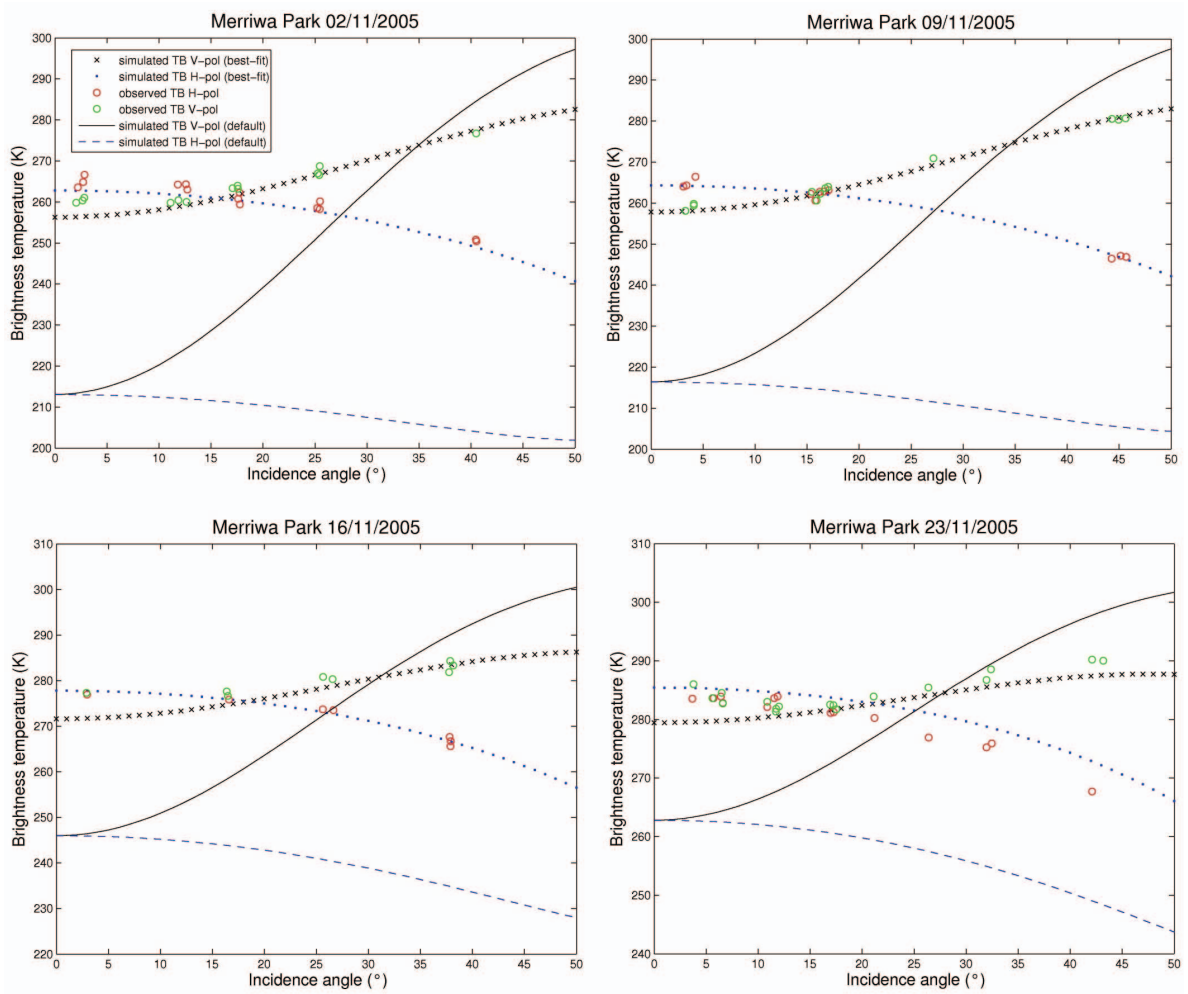 Merriwa Park 02/11/2005
300
290
280
270
260
250
240
230
220
210
200
Brightness temperature (K)
simulated TB V-pol (best-fit)
simulated TB H-pol (best-fit)
observed TB H-pol
observed TB V-pol
simulated TB V-pol (default)
simulated TB H-pol (default)
0 5 10 15 20 25 30 35 40 45 50
Incidence angle (°)
Merriwa Park 09/11/2005
300
290
280
270
260
250
240
230
220
210
200
Brightness temperature (K)
0 5 10 15 20 25 30 35 40 45 50
Incidence angle (°)
Merriwa Park 16/11/2005
310
300
290
280
270
260
250
240
230
220
Brightness temperature (K)
0 5 10 15 20 25 30 35 40 45 50
Incidence angle (°)
Merriwa Park 23/11/2005
310
300
290
280
270
260
250
240
Brightness temperature (K)
0 5 10 15 20 25 30 35 40 45 50
Incidence angle (°)